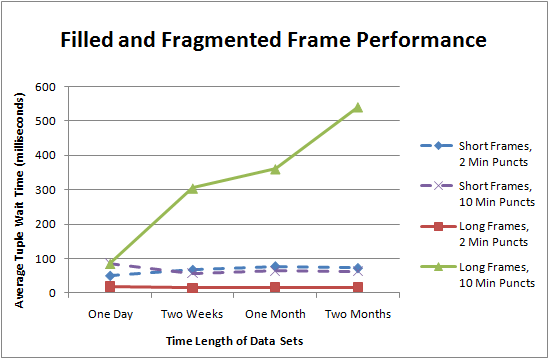 Filled and Fragmented Frame Performance
Average Tuple Wait Time (milliseconds)
600
500
400
300
200
100
0
One Day
Two Weeks
One Month
Two Months
Time Length of Data Sets
Short Frames,
2 Min Puncts
Short Frames,
10 Min Puncts
Long Frames,
2 Min Puncts
Long Frames,
10 Min Puncts